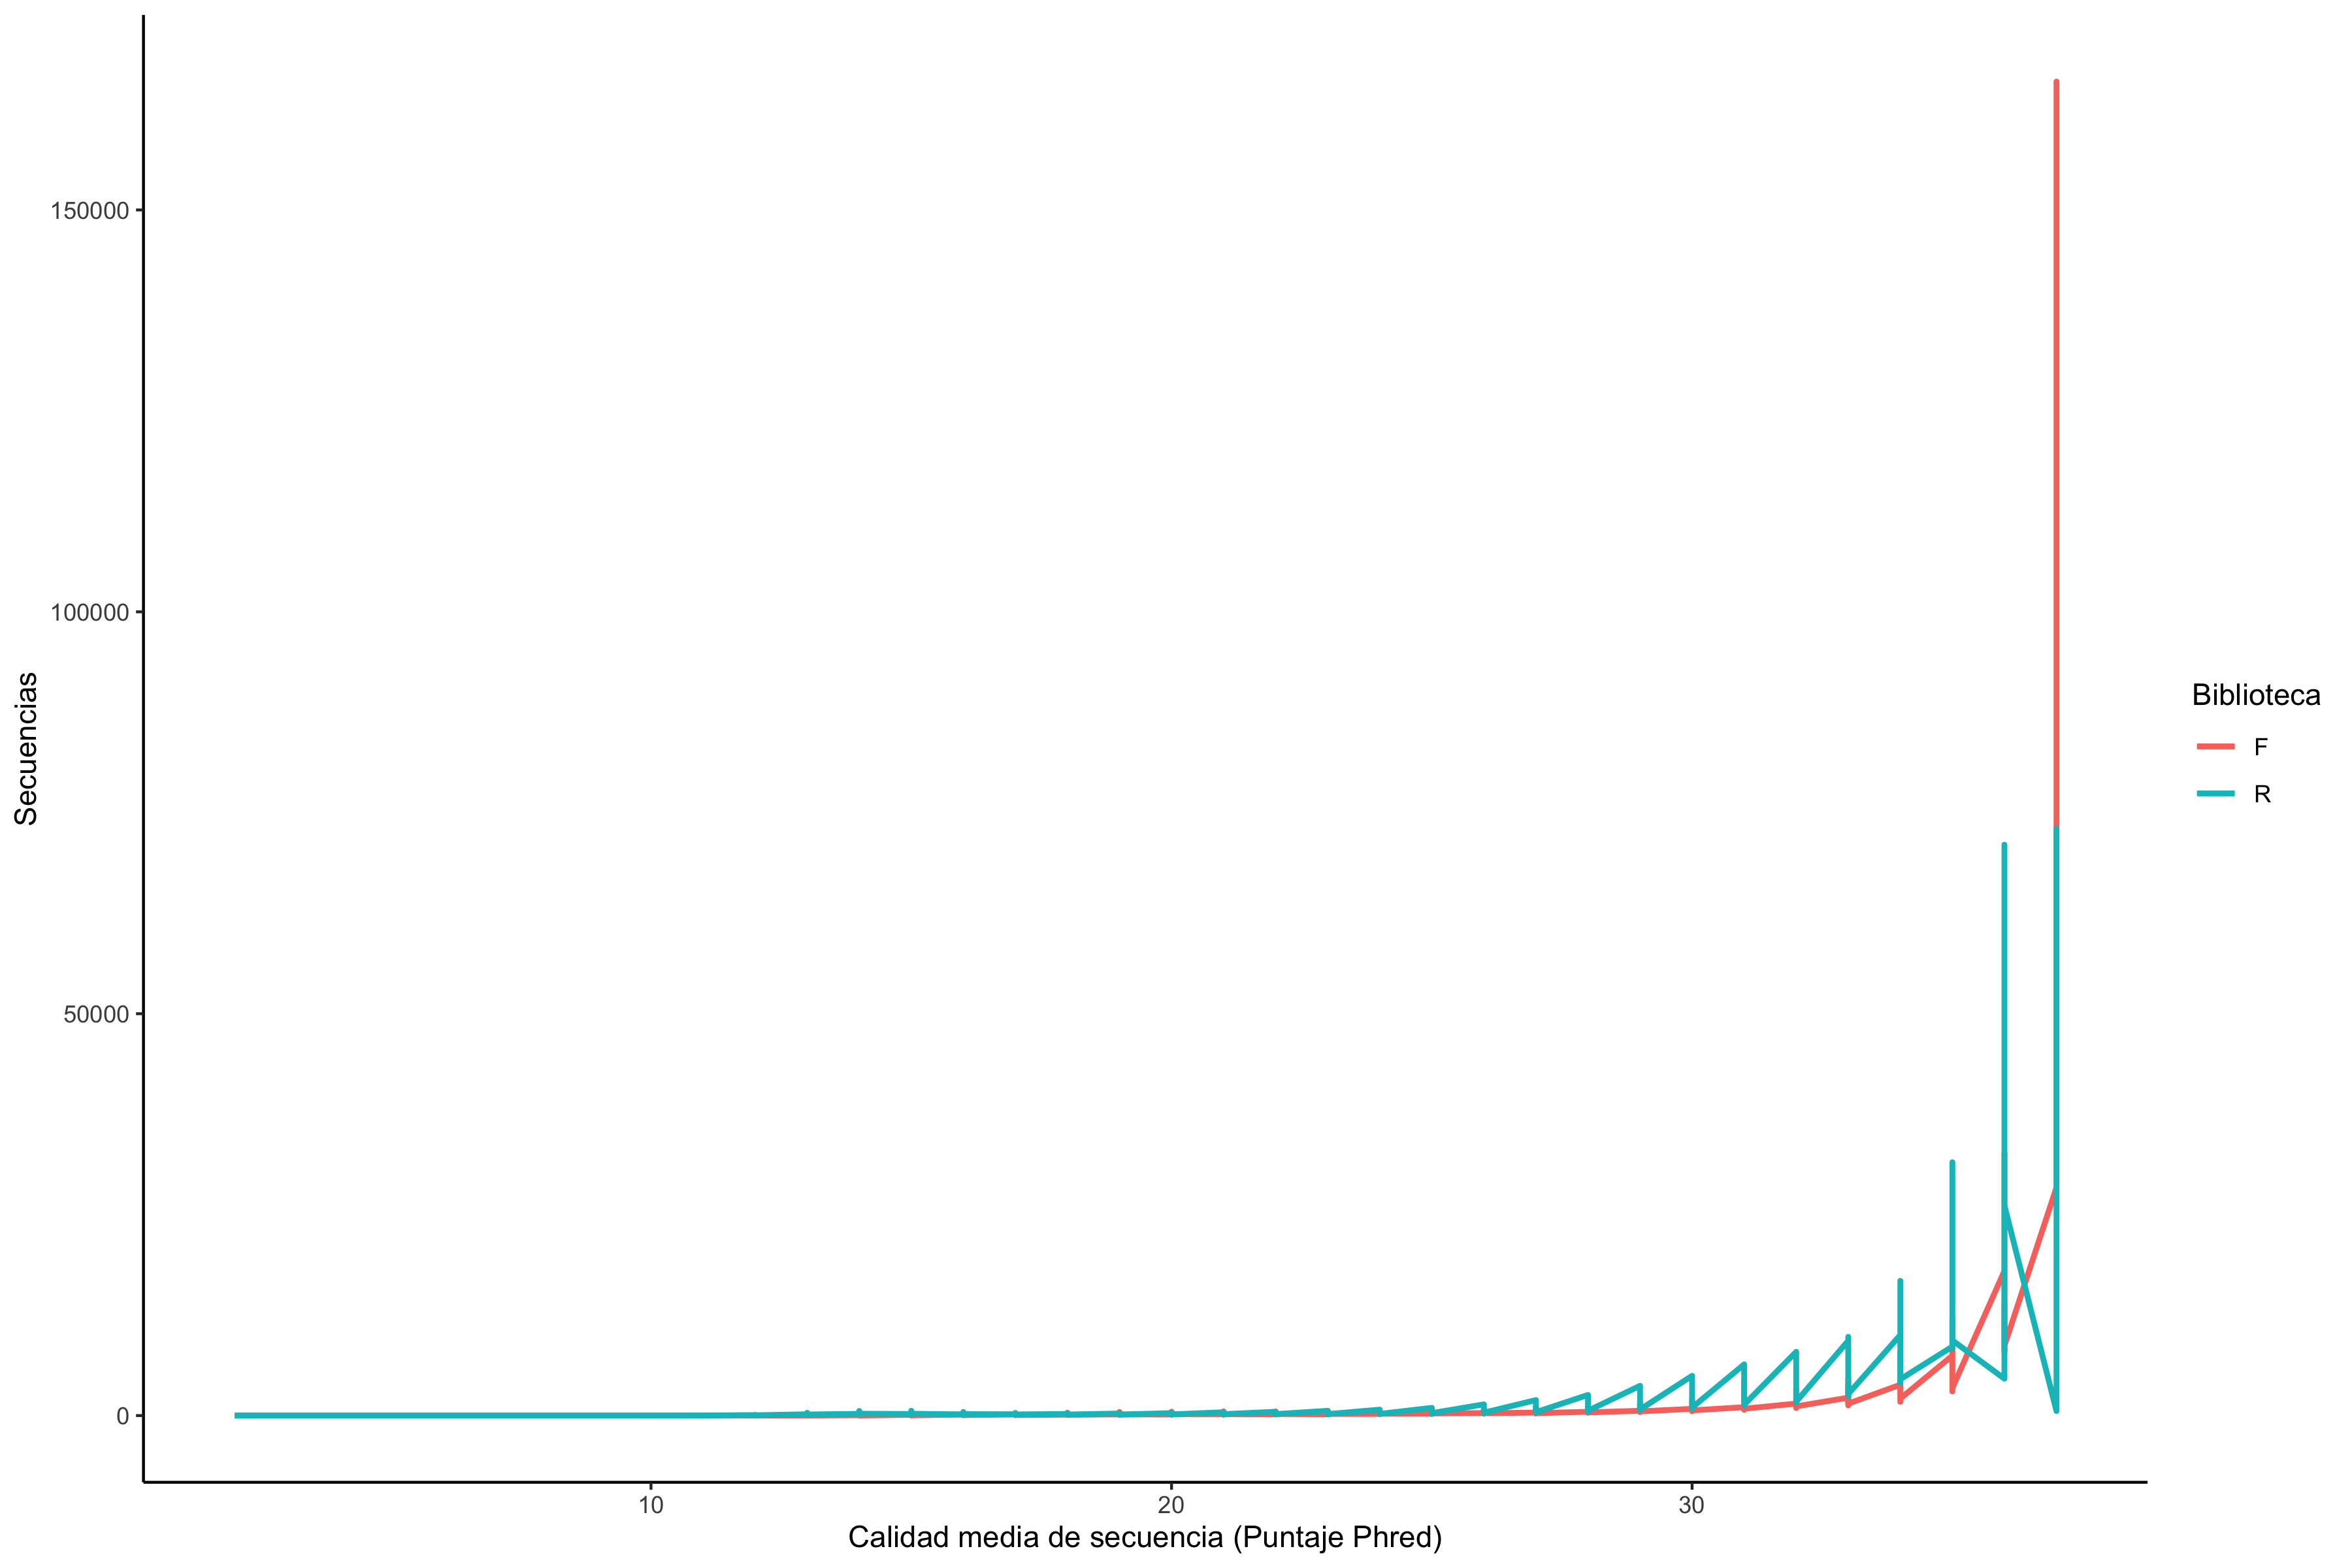 Secuencias
150000
100000
50000
0
10
20
30
Calidad media de secuencia (Puntaje Phred)
Biblioteca
F
R